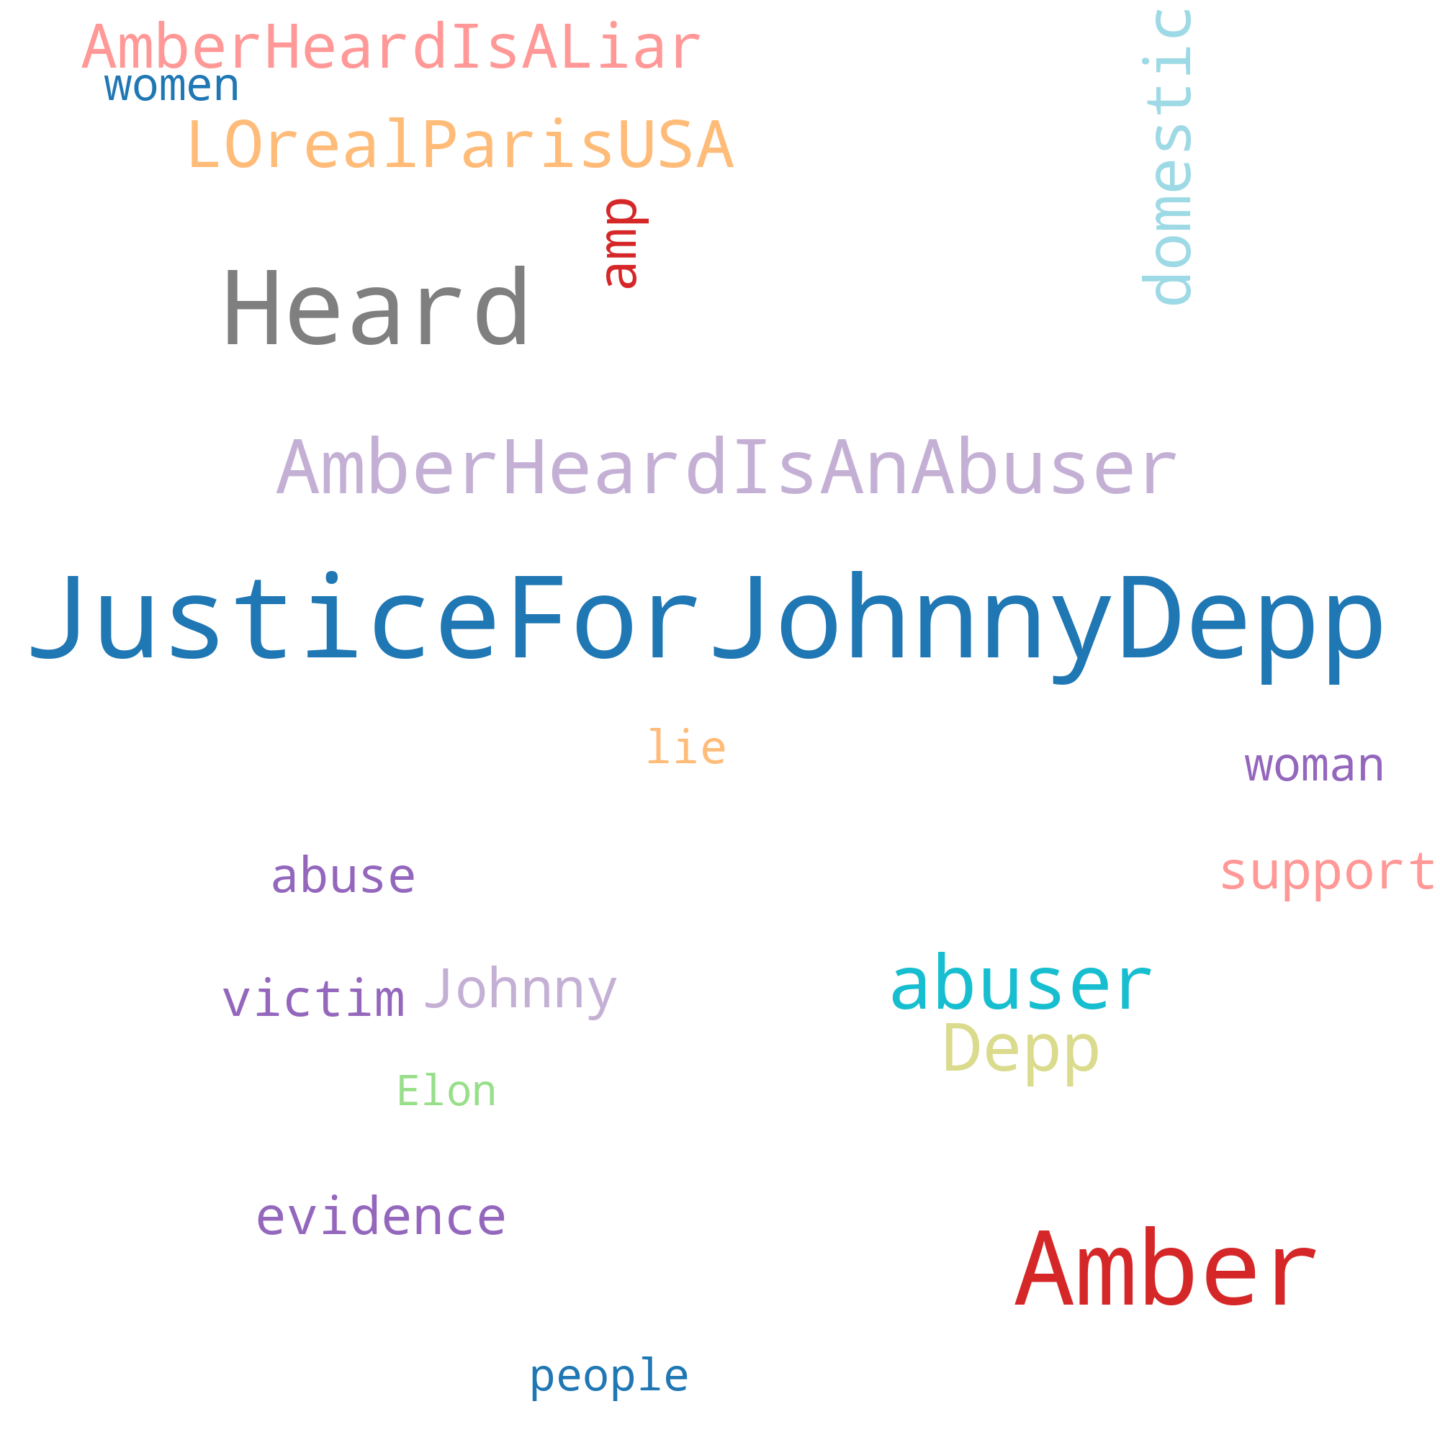 AmberHeardIsALiar
women
LOrealParisUSA
domestic
amp
Heard
AmberHeardIsAnAbuser
JusticeForJohnnyDepp
lie
woman
abuse
support
victim
Johnny
abuser
Depp
Elon
evidence
Amber
people